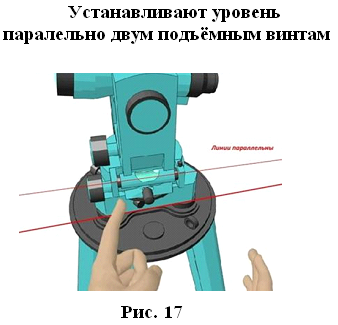 Устанавливают уровень
паралельно двум подъёмным винтам
Линии параллельны
Рис. 17